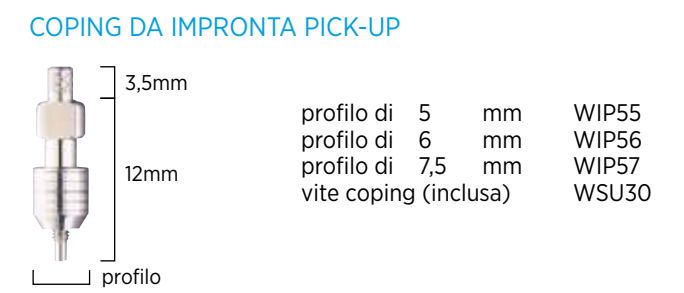 COPING DA IMPRONTA PICK-UP
3,5mm
12mm
profilo
profilo di 5 mm WIP55
profilo di 6 mm WIP56
profilo di 7,5 mm WIP57
vite coping (inclusa) WSU30